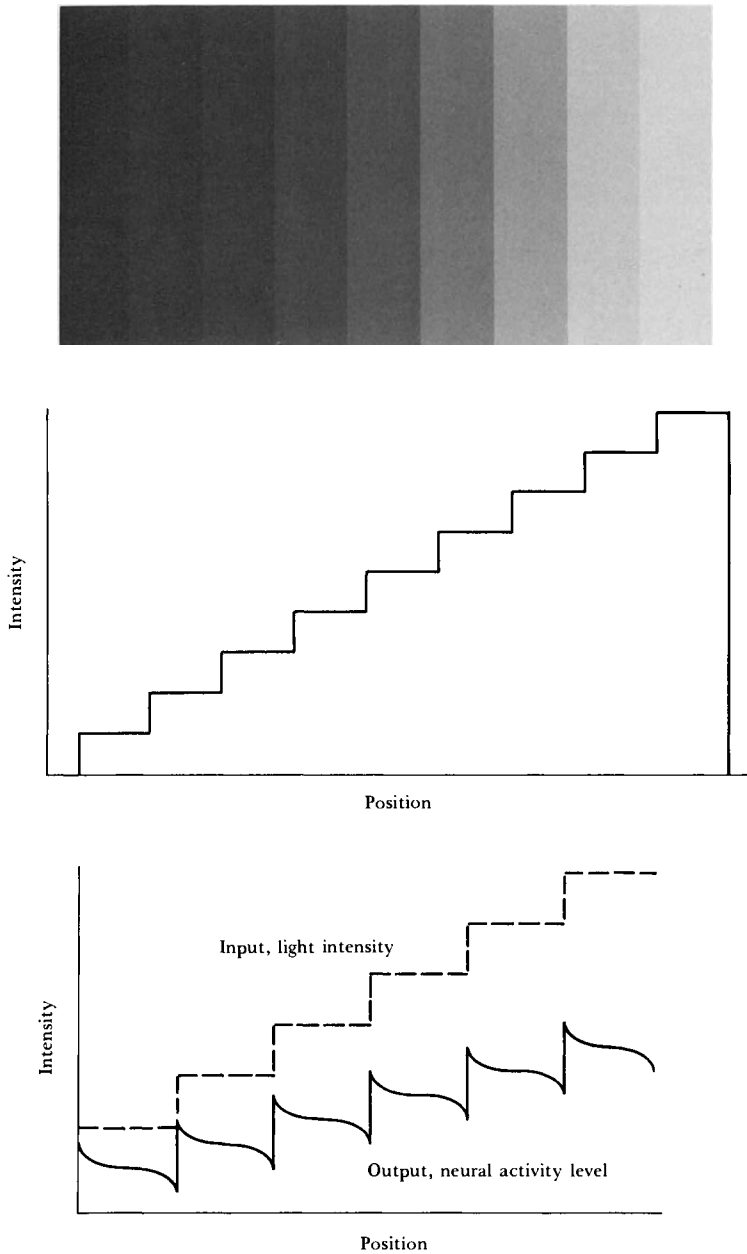 Intensity
Position
Input, light intensity
Intensity
Output, neural activity level
Position